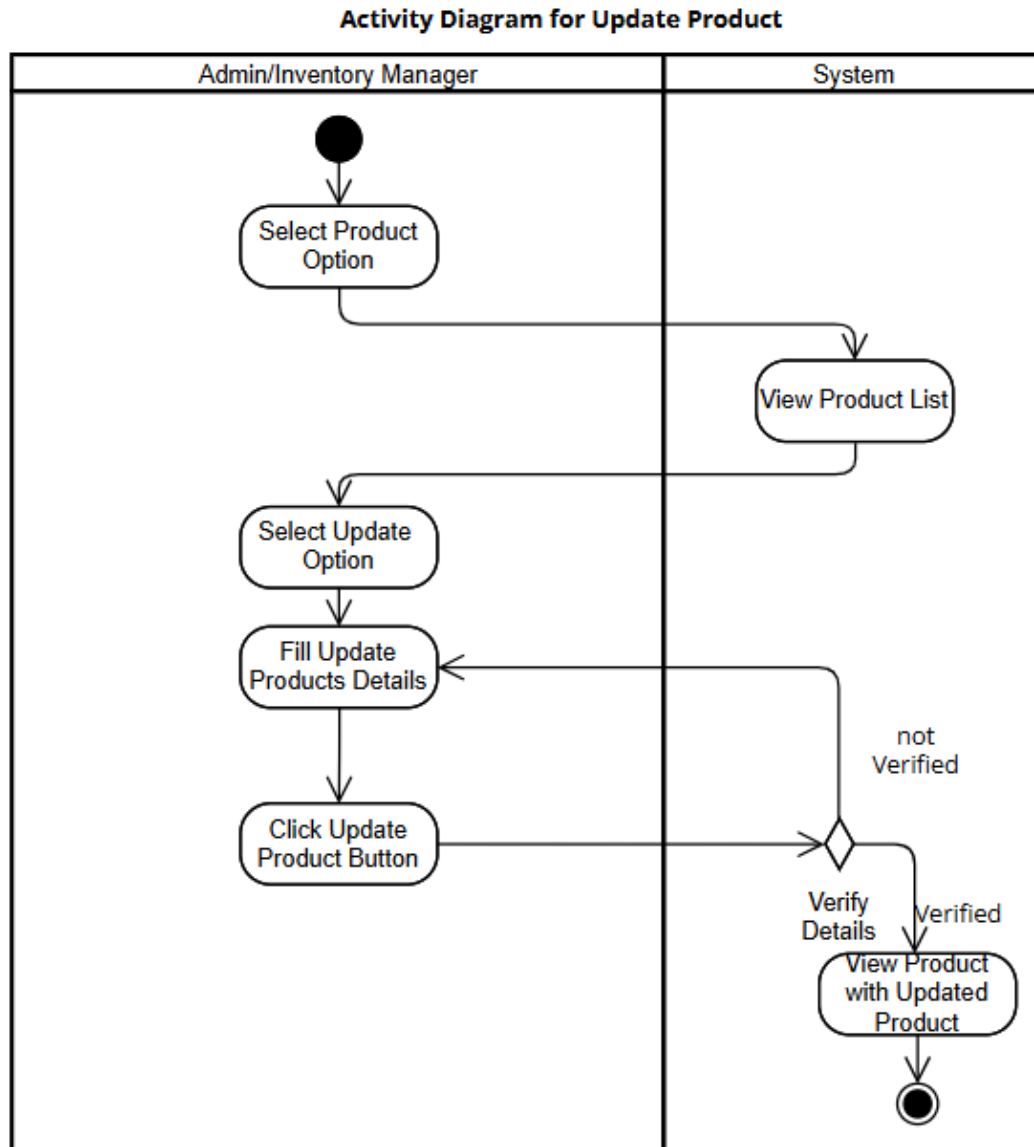 Activity Diagram for Update Product
Admin/Inventory Manager
System
Select Product
Option
View Product List
Select Update
Option
Fill Update
Products Details
not
Verified
Click Update
Product Button
Verify
Details
Verified
View Product
with Updated
Product